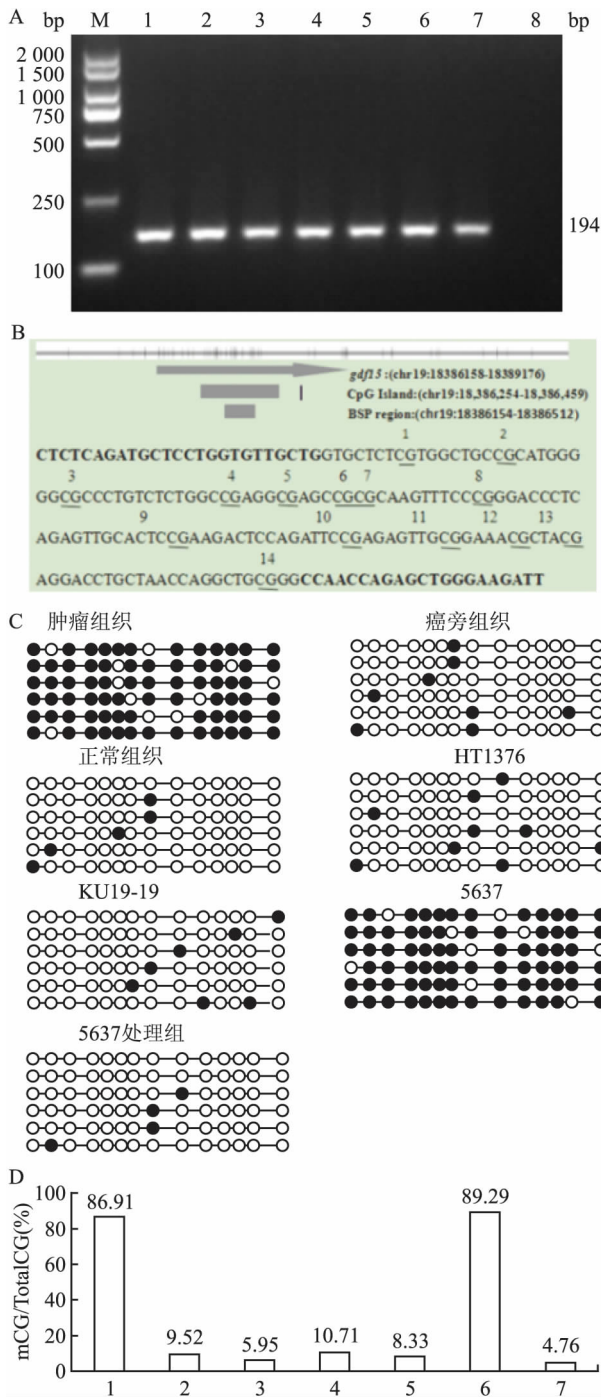 A bp M 1 2 3 4 5 6 7 8 bp
2 000
1 500
1 000
750
500
250
194
100
B
gdf15:(chr19:18386158-18389176)
CpG Island:(chr19:18,386,254-18,386,459)
BSP region:(chr19:18386154-18386512)
1 2
CTCTCAGATGCTCCTGGTGTTGCTGGTGCTCTCGTGGCTGCCGCATGGG
3 4 5 6 7 8
GGCGCCCTGTCTCTGGCCGAGGCGAGCCGCGCAAGTTTCCCGGGACCCTC
9 10 11 12 13
AGAGTTGCACTCCGAAGACTCCAGATTCCGAGAGTTGCGGAAACGCTACG
14
AGGACCTGCTAACCAGGCTGCGGGCCAACCAGAGCTGGGAAGATT
C 肿瘤组织 癌旁组织
正常组织 HT1376
KU19-19 5637
5637处理组
D
mCG/TotalCG(%)
100
80
60
40
20
0
86.91 9.52 5.95 10.71 8.33 89.29 4.76
1 2 3 4 5 6 7